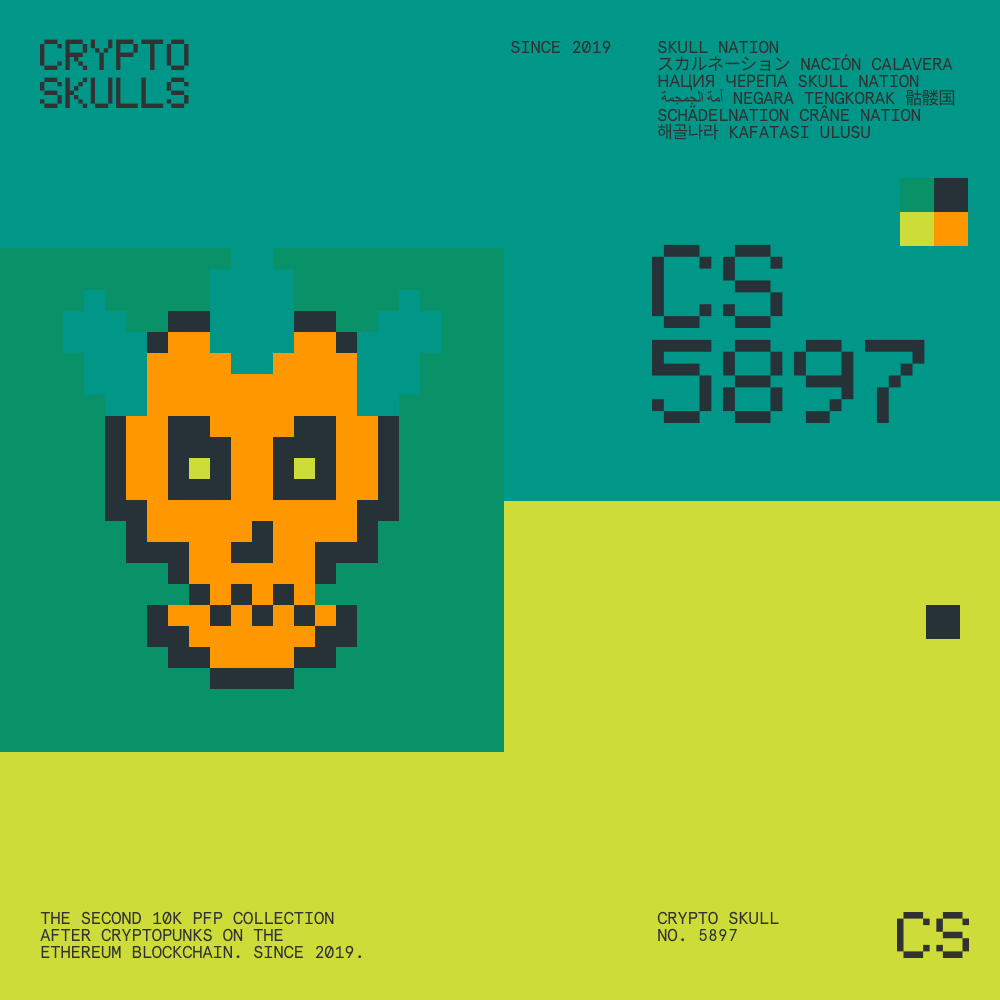 CRYPTO
SKULLS
SINCE 2019
SKULL NATION
スカルネーション NACIÓN CALAVERA
НАЦИЯ ЧЕРЕПА SKULL NATION
أمة الجمجمة NEGARA TENGKORAK 骷髅国
SCHÄDELNATION CRÂNE NATION
해골나라 KAFATASI ULUSU
CS
5897
THE SECOND 10K PFP COLLECTION
AFTER CRYPTOPUNKS ON THE
ETHEREUM BLOCKCHAIN. SINCE 2019.
CRYPTO SKULL
NO. 5897
CS